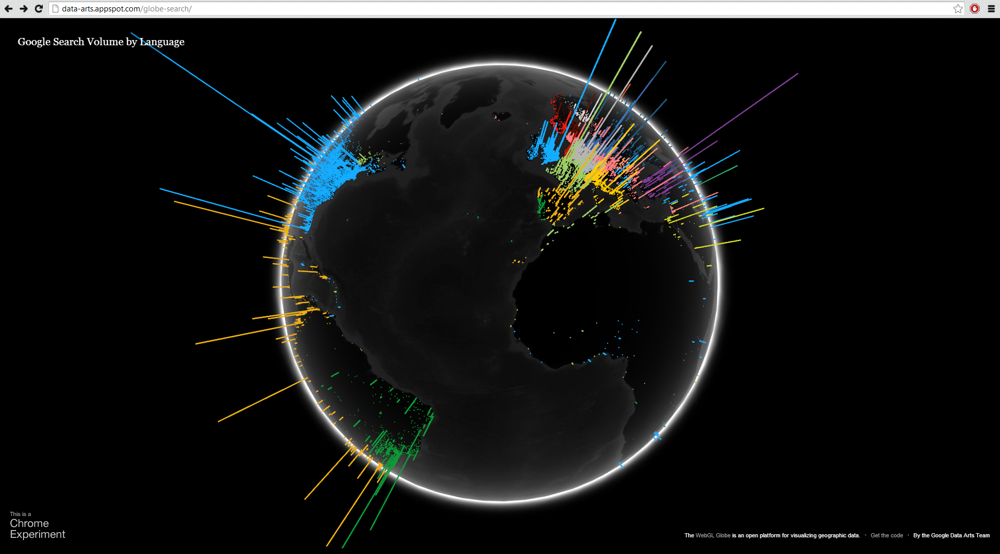 data-arts.appspot.com/globe-search/
Google Search Volume by Language
This is a
Chrome
Experiment
The WebGL Globe is an open platform for visualizing geographic data. • Get the code • By the Google Data Arts Team